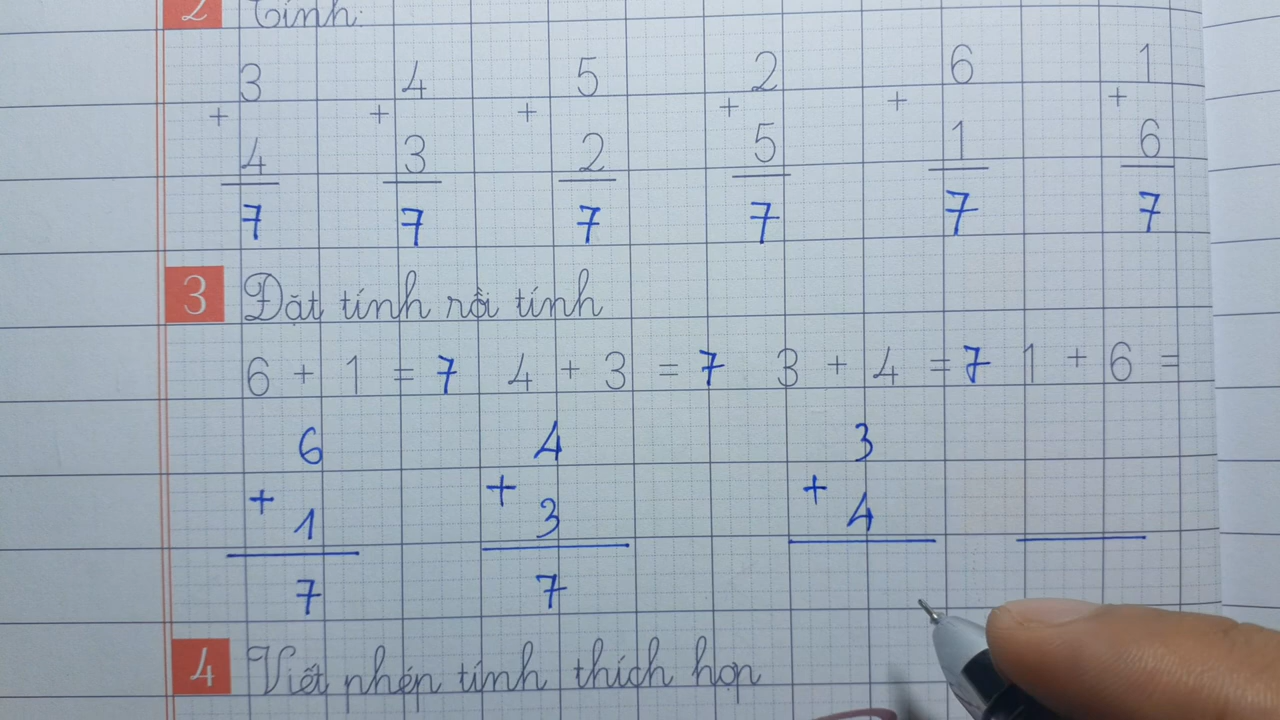 2 Tính:
3 4 5 2 6 1
+ + + + + +
4 3 2 5 1 6
7 7 7 7 7 7
3 Đặt tính rồi tính
6 + 1 = 7 4 + 3 = 7 3 + 4 = 7 1 + 6 =
6 4 3
+ + +
1 3 4
7 7
4 Viết phép tính thích hợp